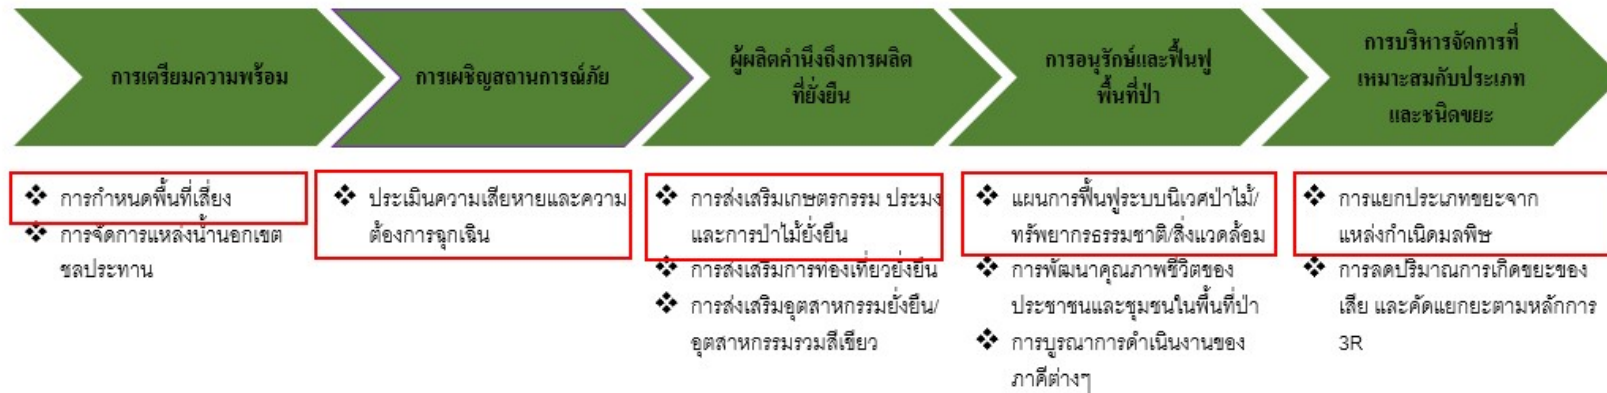 การเตรียมความพร้อม
การเผชิญสถานการณ์ภัย
ผู้ผลิตคำนึงถึงการผลิต
ที่ยั่งยืน
การอนุรักษ์และฟื้นฟู
พื้นที่ป่า
การบริหารจัดการที่
เหมาะสมกับประเภท
และชนิดขยะ
❖ การกำหนดพื้นที่เสี่ยง
❖ การจัดการแหล่งน้ำนอกเขต
ชลประทาน
❖ ประเมินความเสียหายและความ
ต้องการฉุกเฉิน
❖ การส่งเสริมเกษตรกรรม ประมง
และการป่าไม้ยั่งยืน
❖ การส่งเสริมการท่องเที่ยวยั่งยืน
❖ การส่งเสริมอุตสาหกรรมยั่งยืน/
อุตสาหกรรมรวมสีเขียว
❖ แผนการฟื้นฟูระบบนิเวศป่าไม้/
ทรัพยากรธรรมชาติ/สิ่งแวดล้อม
❖ การพัฒนาคุณภาพชีวิตของ
ประชาชนและชุมชนในพื้นที่ป่า
❖ การบูรณาการดำเนินงานของ
ภาคีต่างๆ
❖ การแยกประเภทขยะจาก
แหล่งกำเนิดมลพิษ
❖ การลดปริมาณการเกิดขยะของ
เสีย และคัดแยกยะตามหลักการ
3R